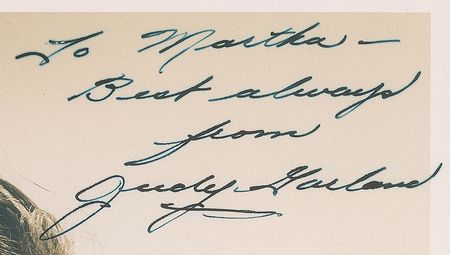 To Martha –
Best always
from
Judy Garland